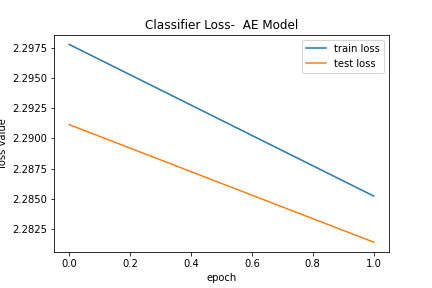 Classifier Loss-  AE Model
train loss
test loss
2.2975
2.2950
2.2925
2.2900
2.2875
2.2850
2.2825
loss value
0.0 0.2 0.4 0.6 0.8 1.0
epoch